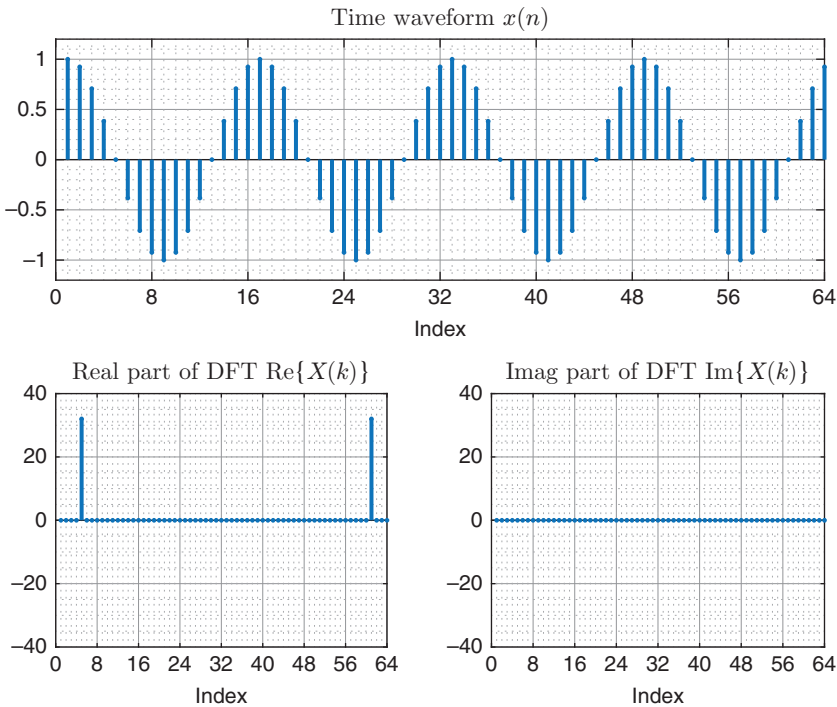 Time waveform x(n)
1
0.5
0
−0.5
−1
0 8 16 24 32 40 48 56 64
Index
Real part of DFT Re{X(k)}
40
20
0
−20
−40
0 8 16 24 32 40 48 56 64
Index
Imag part of DFT Im{X(k)}
40
20
0
−20
−40
0 8 16 24 32 40 48 56 64
Index